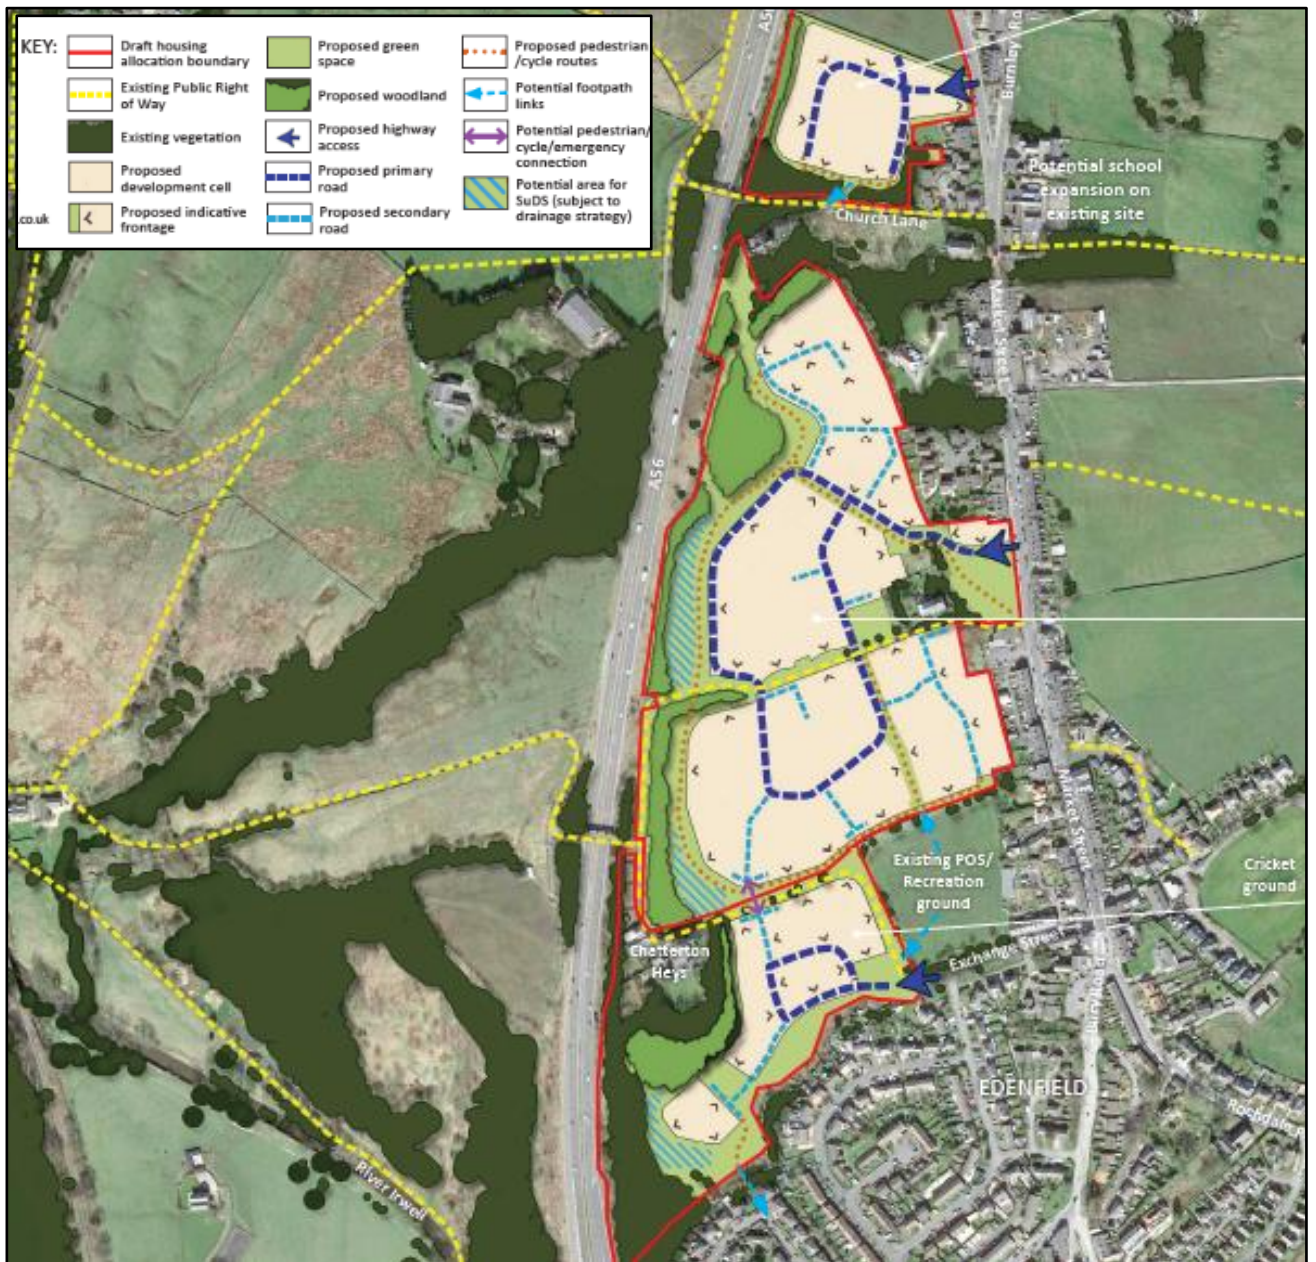 KEY:
Draft housing
allocation boundary
Existing Public Right
of Way
Existing vegetation
Proposed
development cell
Proposed indicative
frontage
.co.uk
Proposed green
space
Proposed woodland
Proposed highway
access
Proposed primary
road
Proposed secondary
road
Proposed pedestrian
/cycle routes
Potential footpath
links
Potential pedestrian/
cycle/emergency
connection
Potential area for
SuDS (subject to
drainage strategy)
Potential school
expansion on
existing site
Church Lane
Market Street
A56
Market Street
Existing POS/
Recreation
ground
Cricket
ground
Chatterton
Heys
Exchange Street
Bury Road
EDENFIELD
River Irwell